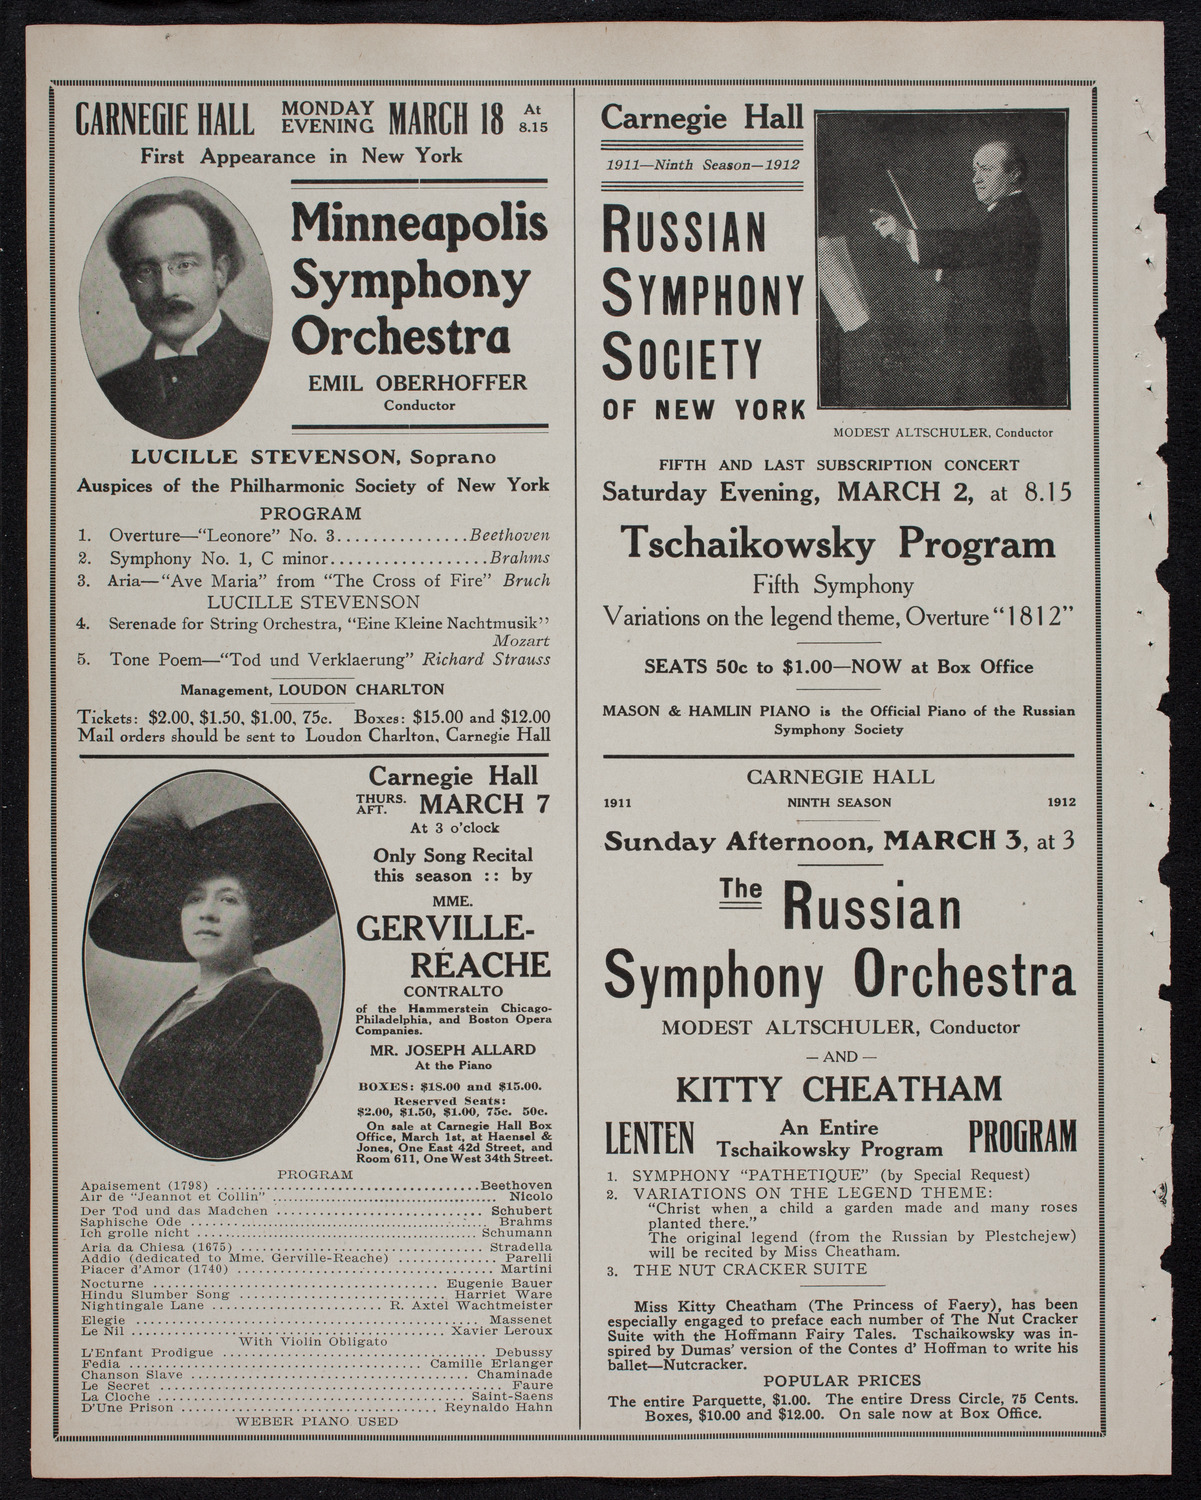 CARNEGIE HALL MONDAY EVENING MARCH 18 At 8.15
First Appearance in New York
Minneapolis
Symphony
Orchestra
EMIL OBERHOFFER
Conductor
LUCILLE STEVENSON, Soprano
Auspices of the Philharmonic Society of New York
PROGRAM
1. Overture—“Leonore” No. 3...............Beethoven
2. Symphony No. 1, C minor..................Brahms
3. Aria—“Ave Maria” from “The Cross of Fire” Bruch
LUCILLE STEVENSON
4. Serenade for String Orchestra, “Eine Kleine Nachtmusik”
Mozart
5. Tone Poem—“Tod und Verklaerung” Richard Strauss
Management, LOUDON CHARLTON
Tickets: $2.00, $1.50, $1.00, 75c. Boxes: $15.00 and $12.00
Mail orders should be sent to Loudon Charlton, Carnegie Hall
Carnegie Hall
THURS. AFT. MARCH 7
At 3 o'clock
Only Song Recital
this season :: by
MME.
GERVILLE-
RÉACHE
CONTRALTO
of the Hammerstein Chicago-
Philadelphia, and Boston Opera
Companies.
MR. JOSEPH ALLARD
At the Piano
BOXES: $18.00 and $15.00.
Reserved Seats:
$2.00, $1.50, $1.00, 75c. 50c.
On sale at Carnegie Hall Box
Office, March 1st, at Haensel &
Jones, One East 42d Street, and
Room 611, One West 34th Street.
PROGRAM
Apaisement (1798) ....................................Beethoven
Air de “Jeannot et Collin” .................................... Nicolo
Der Tod und das Madchen .............................. Schubert
Saphische Ode .......................................... Brahms
Ich grolle nicht ........................................ Schumann
Aria da Chiesa (1675) .................................. Stradella
Addio (dedicated to Mme. Gerville-Reache) .............. Parelli
Piacer d'Amor (1740) .................................... Martini
Nocturne ........................................ Eugenie Bauer
Hindu Slumber Song .............................. Harriet Ware
Nightingale Lane ........................ R. Axtel Wachtmeister
Elegie .................................................. Massenet
Le Nil ............................................ Xavier Leroux
With Violin Obligato
L'Enfant Prodigue ...................................... Debussy
Fedia ........................................ Camille Erlanger
Chanson Slave ........................................ Chaminade
Le Secret ................................................ Faure
La Cloche .......................................... Saint-Saens
D'Une Prison .................................. Reynaldo Hahn
WEBER PIANO USED
Carnegie Hall
1911—Ninth Season—1912
RUSSIAN
SYMPHONY
SOCIETY
OF NEW YORK
MODEST ALTSCHULER, Conductor
FIFTH AND LAST SUBSCRIPTION CONCERT
Saturday Evening, MARCH 2, at 8.15
Tschaikowsky Program
Fifth Symphony
Variations on the legend theme, Overture “1812”
SEATS 50c to $1.00—NOW at Box Office
MASON & HAMLIN PIANO is the Official Piano of the Russian
Symphony Society
CARNEGIE HALL
1911 NINTH SEASON 1912
Sunday Afternoon, MARCH 3, at 3
The Russian
Symphony Orchestra
MODEST ALTSCHULER, Conductor
— AND —
KITTY CHEATHAM
LENTEN An Entire Tschaikowsky Program PROGRAM
1. SYMPHONY “PATHETIQUE” (by Special Request)
2. VARIATIONS ON THE LEGEND THEME:
“Christ when a child a garden made and many roses
planted there.”
The original legend (from the Russian by Plestchejew)
will be recited by Miss Cheatham.
3. THE NUT CRACKER SUITE
Miss Kitty Cheatham (The Princess of Faery), has been
especially engaged to preface each number of The Nut Cracker
Suite with the Hoffmann Fairy Tales. Tschaikowsky was in-
spired by Dumas' version of the Contes d' Hoffman to write his
ballet—Nutcracker.
POPULAR PRICES
The entire Parquette, $1.00. The entire Dress Circle, 75 Cents.
Boxes, $10.00 and $12.00. On sale now at Box Office.